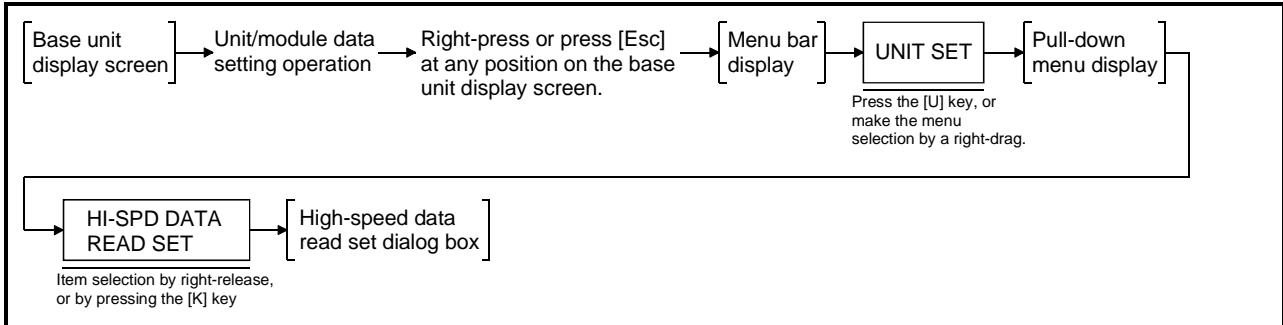 Base unit
display screen
Unit/module data
setting operation
Right-press or press [Esc]
at any position on the base
unit display screen.
Menu bar
display
UNIT SET
Press the [U] key, or
make the menu
selection by a right-drag.
Pull-down
menu display
HI-SPD DATA
READ SET
Item selection by right-release,
or by pressing the [K] key
High-speed data
read set dialog box